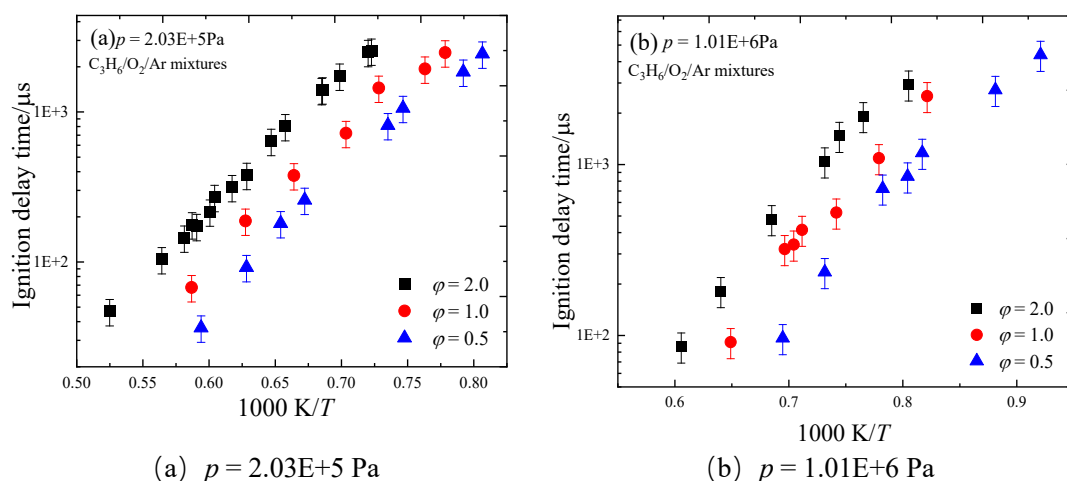 (a) p = 2.03E+5Pa
C₃H₆/O₂/Ar mixtures
Ignition delay time/μs
1E+3
1E+2
φ = 2.0
φ = 1.0
φ = 0.5
0.50 0.55 0.60 0.65 0.70 0.75 0.80
1000 K/T
(b) p = 1.01E+6Pa
C₃H₆/O₂/Ar mixtures
Ignition delay time/μs
1E+3
1E+2
φ = 2.0
φ = 1.0
φ = 0.5
0.6 0.7 0.8 0.9
1000 K/T
(a) p = 2.03E+5 Pa
(b) p = 1.01E+6 Pa